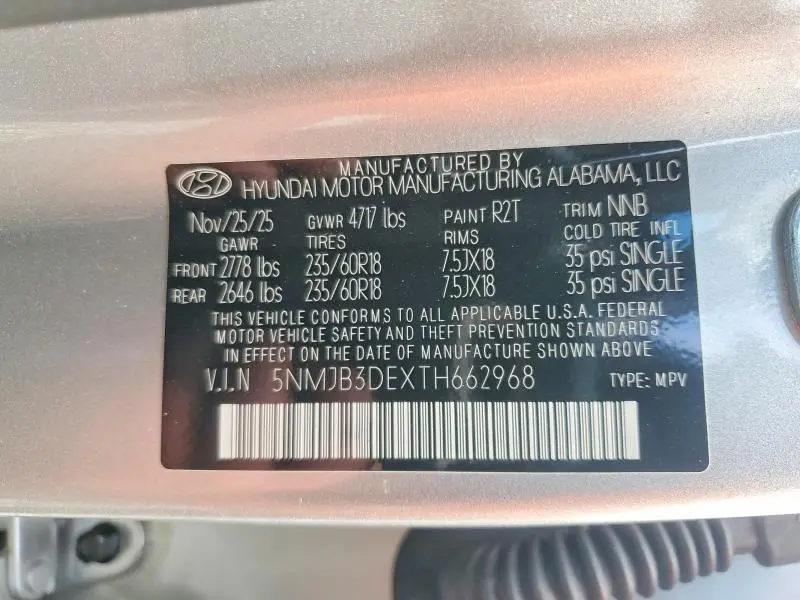 MANUFACTURED BY
HYUNDAI MOTOR MANUFACTURING ALABAMA, LLC
Nov/25/25 GVWR 4717 lbs PAINT R2T TRIM NNB
GAWR TIRES RIMS COLD TIRE INFL
FRONT 2778 lbs 235/60R18 7.5JX18 35 psi SINGLE
REAR 2646 lbs 235/60R18 7.5JX18 35 psi SINGLE
THIS VEHICLE CONFORMS TO ALL APPLICABLE U.S.A. FEDERAL
MOTOR VEHICLE SAFETY AND THEFT PREVENTION STANDARDS
IN EFFECT ON THE DATE OF MANUFACTURE SHOWN ABOVE
V.I.N 5NMJB3DEXTH662968 TYPE: MPV